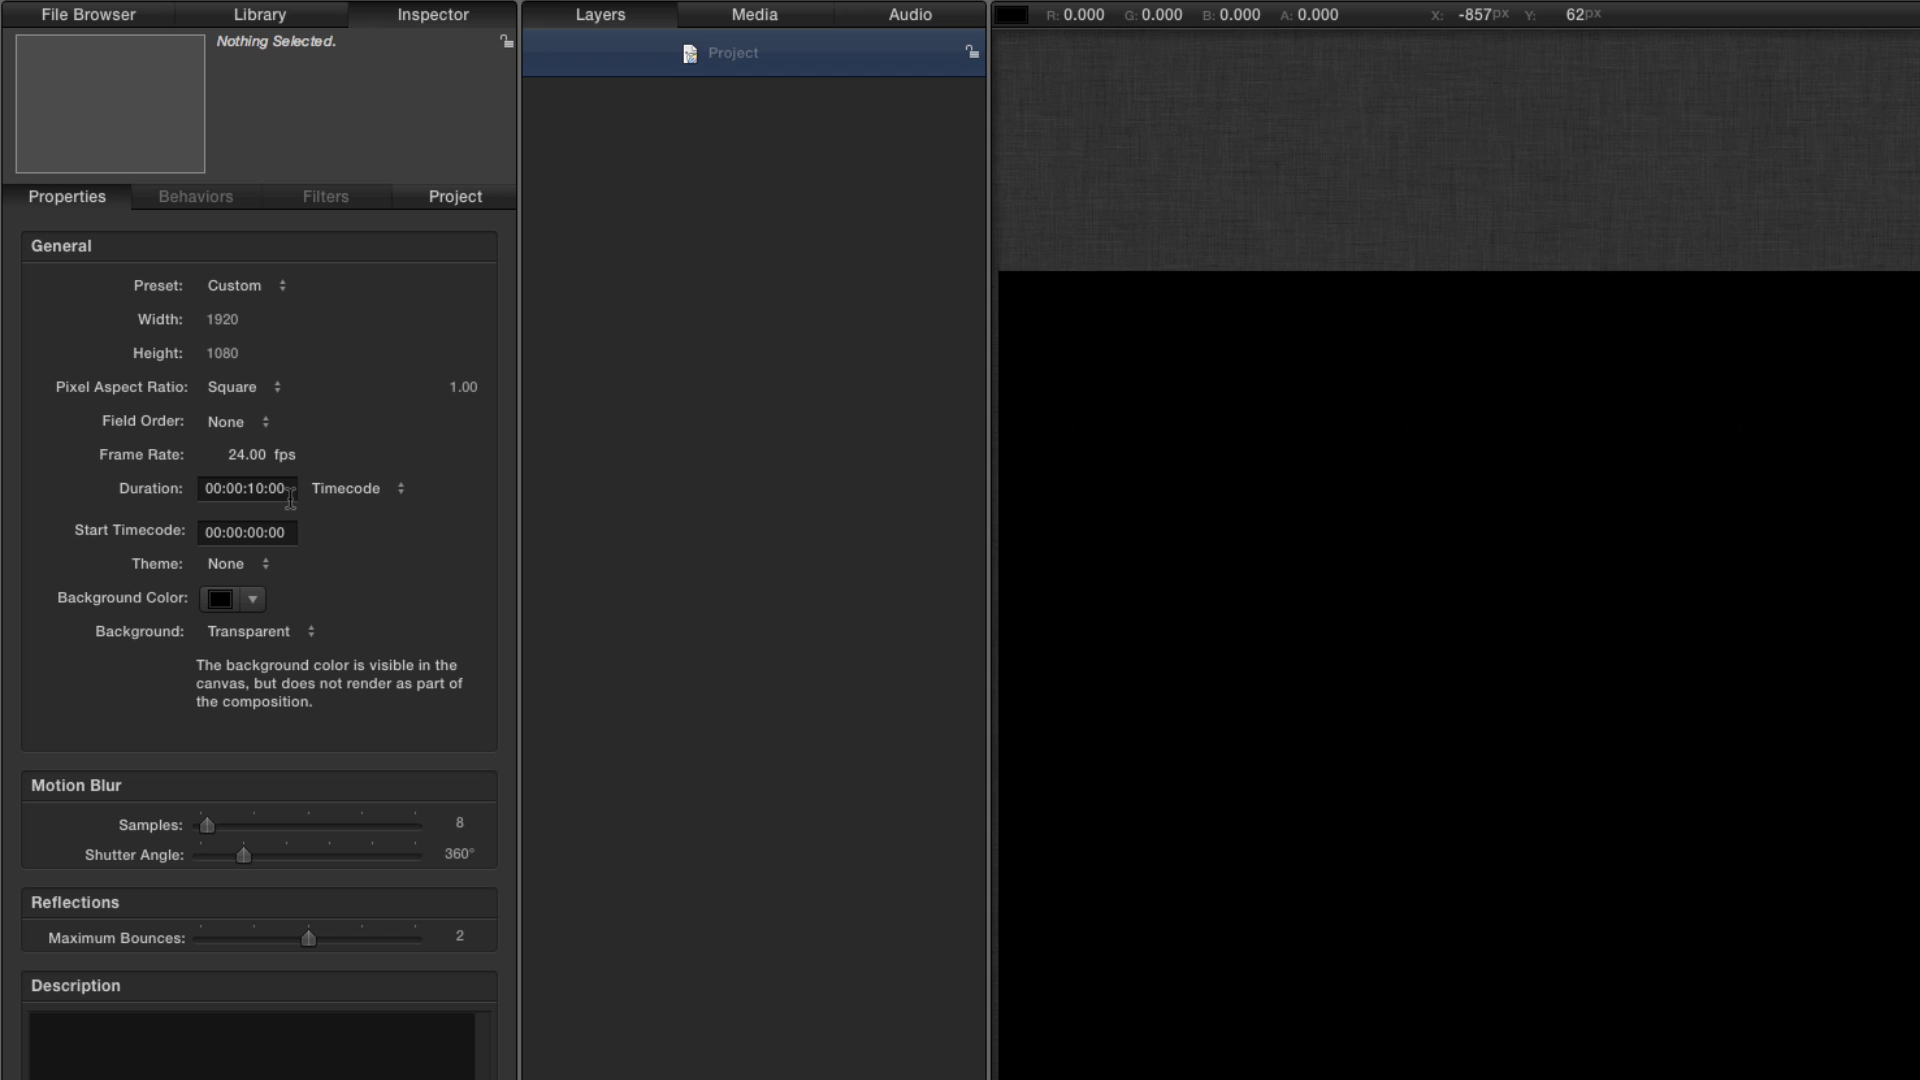 File Browser Library Inspector Layers Media Audio R: 0.000 G: 0.000 B: 0.000 A: 0.000 X: -857px Y: 62px
Nothing Selected.
Project
Properties Behaviors Filters Project
General
Preset: Custom
Width: 1920
Height: 1080
Pixel Aspect Ratio: Square 1.00
Field Order: None
Frame Rate: 24.00 fps
Duration: 00:00:10:00 Timecode
Start Timecode: 00:00:00:00
Theme: None
Background Color:
Background: Transparent
The background color is visible in the
canvas, but does not render as part of
the composition.
Motion Blur
Samples: 8
Shutter Angle: 360°
Reflections
Maximum Bounces: 2
Description